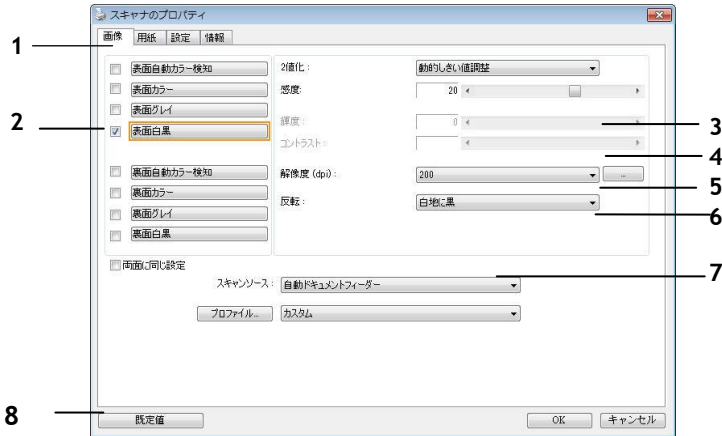 スキャナのプロパティ
画像 用紙 設定 情報
1
表面自動カラー検知 2値化: 動的しきい値調整
表面カラー 感度: 20
表面グレイ 輝度: 0 3
2 表面白黒 コントラスト: 4
裏面自動カラー検知 解像度 (dpi): 200 ... 5
裏面カラー 反転: 白地に黒 6
裏面グレイ
裏面白黒
両面に同じ設定 7
スキャンソース: 自動ドキュメントフィーダー
プロファイル... カスタム
8 既定値 OK キャンセル